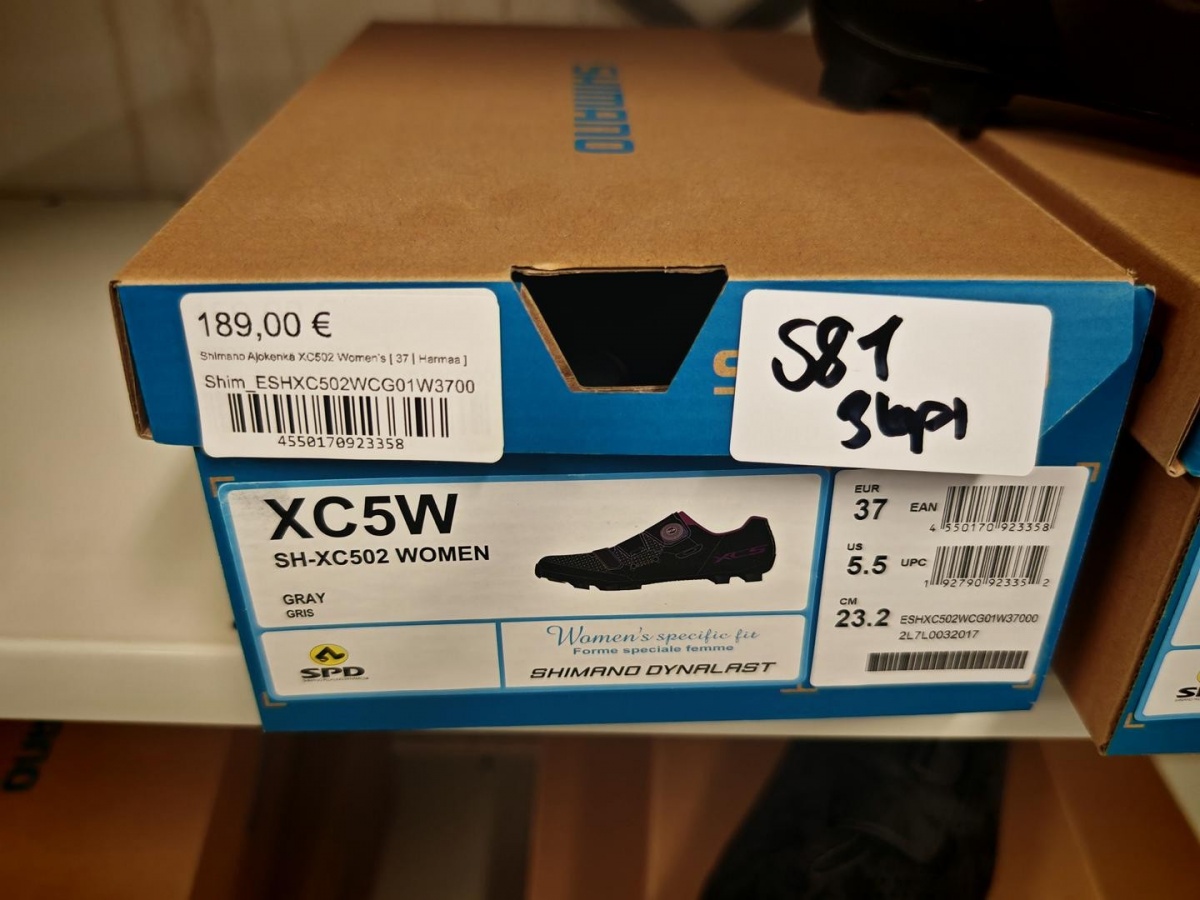 SHIMANO
189,00 €
Shimano Ajokenkä XC502 Women's [ 37 | Harmaa ]
Shim_ESHXC502WCG01W3700
4550170923358
S81
3kpl
XC5W
SH-XC502 WOMEN
GRAY
GRIS
XC5
SPD
Women's specific fit
Forme speciale femme
SHIMANO DYNALAST
EUR
37
EAN
4 550170 923358
US
5.5
UPC
1 92790 92335 2
CM
23.2
ESHXC502WCG01W37000
2L7L0032017